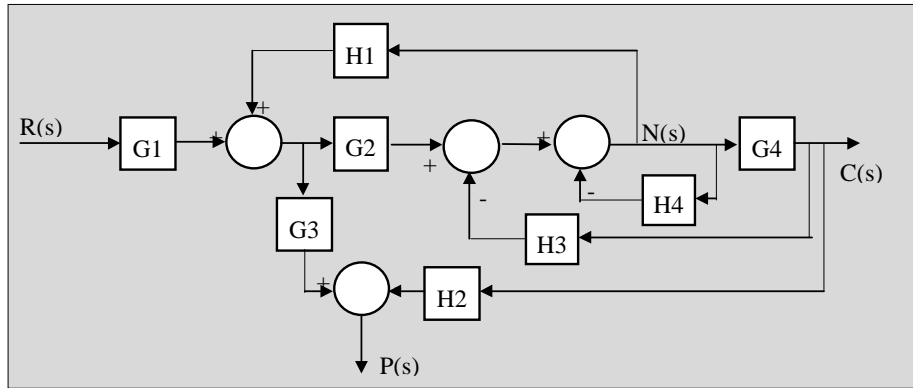 H1
+
R(s)
+
N(s)
+
G1
G2
+
G4
C(s)
-
H4
-
G3
H3
+
H2
P(s)